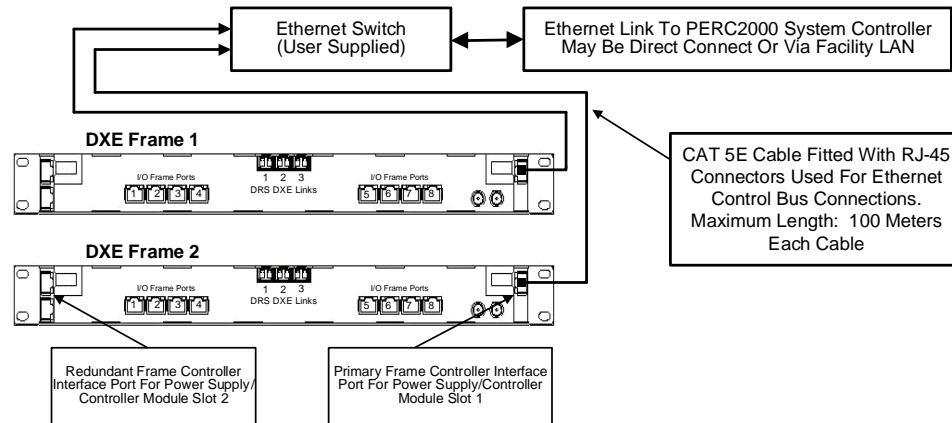 Ethernet Switch
(User Supplied)
Ethernet Link To PERC2000 System Controller
May Be Direct Connect Or Via Facility LAN
CAT 5E Cable Fitted With RJ-45
Connectors Used For Ethernet
Control Bus Connections.
Maximum Length: 100 Meters
Each Cable
DXE Frame 1
I/O Frame Ports
1 2 3 4
1 2 3
DRS DXE Links
I/O Frame Ports
5 6 7 8
DXE Frame 2
I/O Frame Ports
1 2 3 4
1 2 3
DRS DXE Links
I/O Frame Ports
5 6 7 8
Redundant Frame Controller
Interface Port For Power Supply/
Controller Module Slot 2
Primary Frame Controller Interface
Port For Power Supply/Controller
Module Slot 1